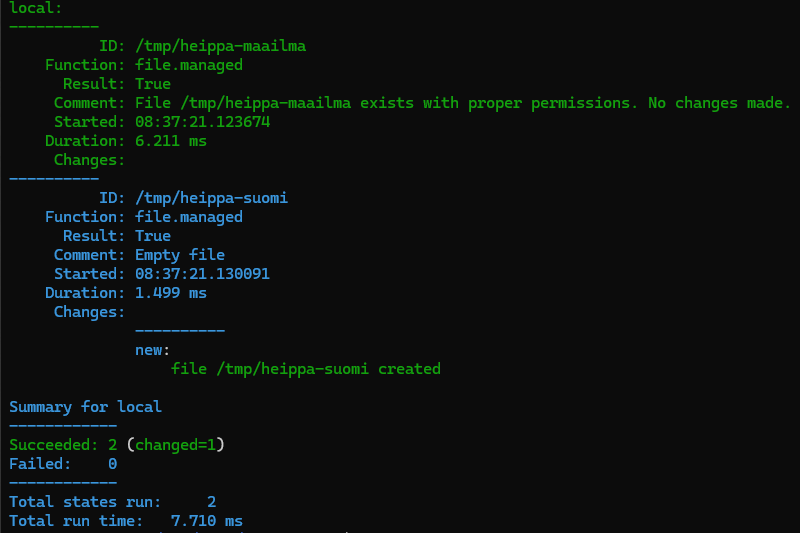 local:
----------
          ID: /tmp/heippa-maailma
    Function: file.managed
      Result: True
     Comment: File /tmp/heippa-maailma exists with proper permissions. No changes made.
     Started: 08:37:21.123674
    Duration: 6.211 ms
     Changes:
----------
          ID: /tmp/heippa-suomi
    Function: file.managed
      Result: True
     Comment: Empty file
     Started: 08:37:21.130091
    Duration: 1.499 ms
     Changes:
              ----------
              new:
                  file /tmp/heippa-suomi created

Summary for local
------------
Succeeded: 2 (changed=1)
Failed:    0
------------
Total states run:     2
Total run time:   7.710 ms